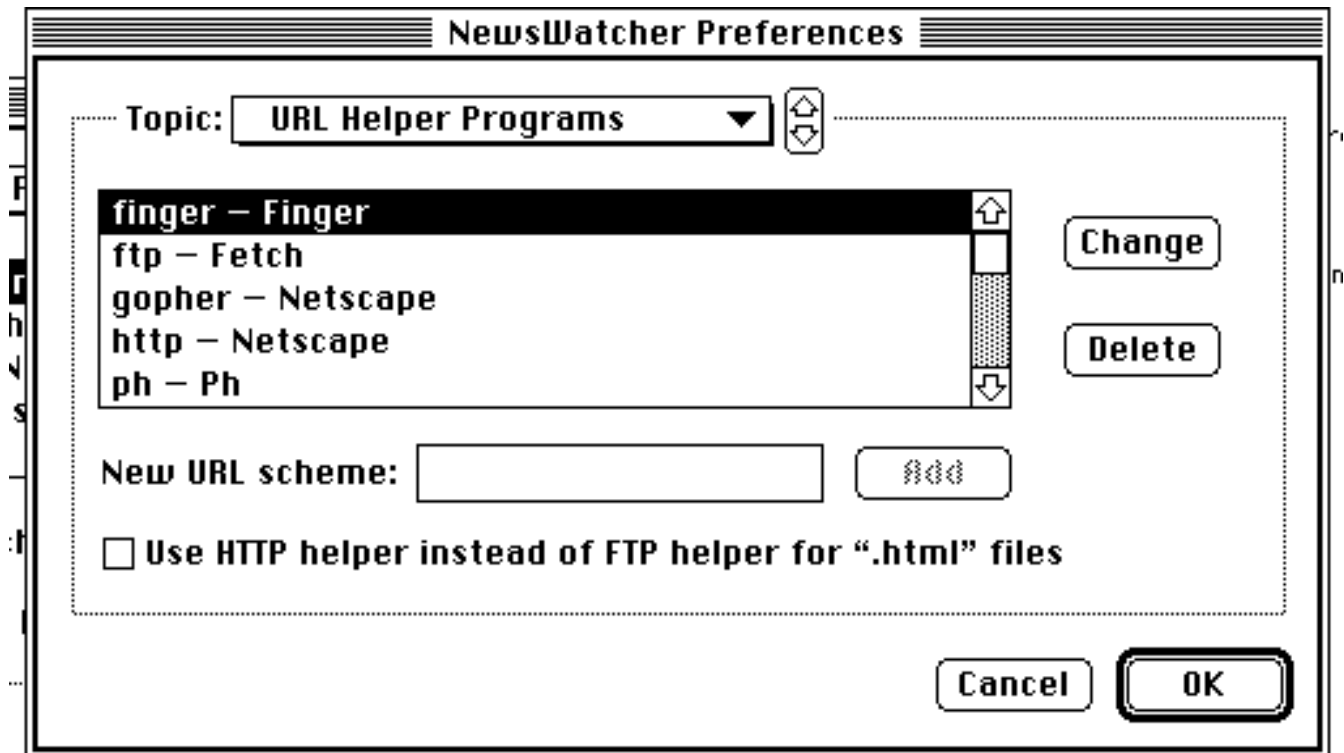 NewsWatcher Preferences
Topic: URL Helper Programs
finger – Finger
ftp – Fetch
gopher – Netscape
http – Netscape
ph – Ph
Change
Delete
New URL scheme:
Add
Use HTTP helper instead of FTP helper for “.html” files
Cancel
OK